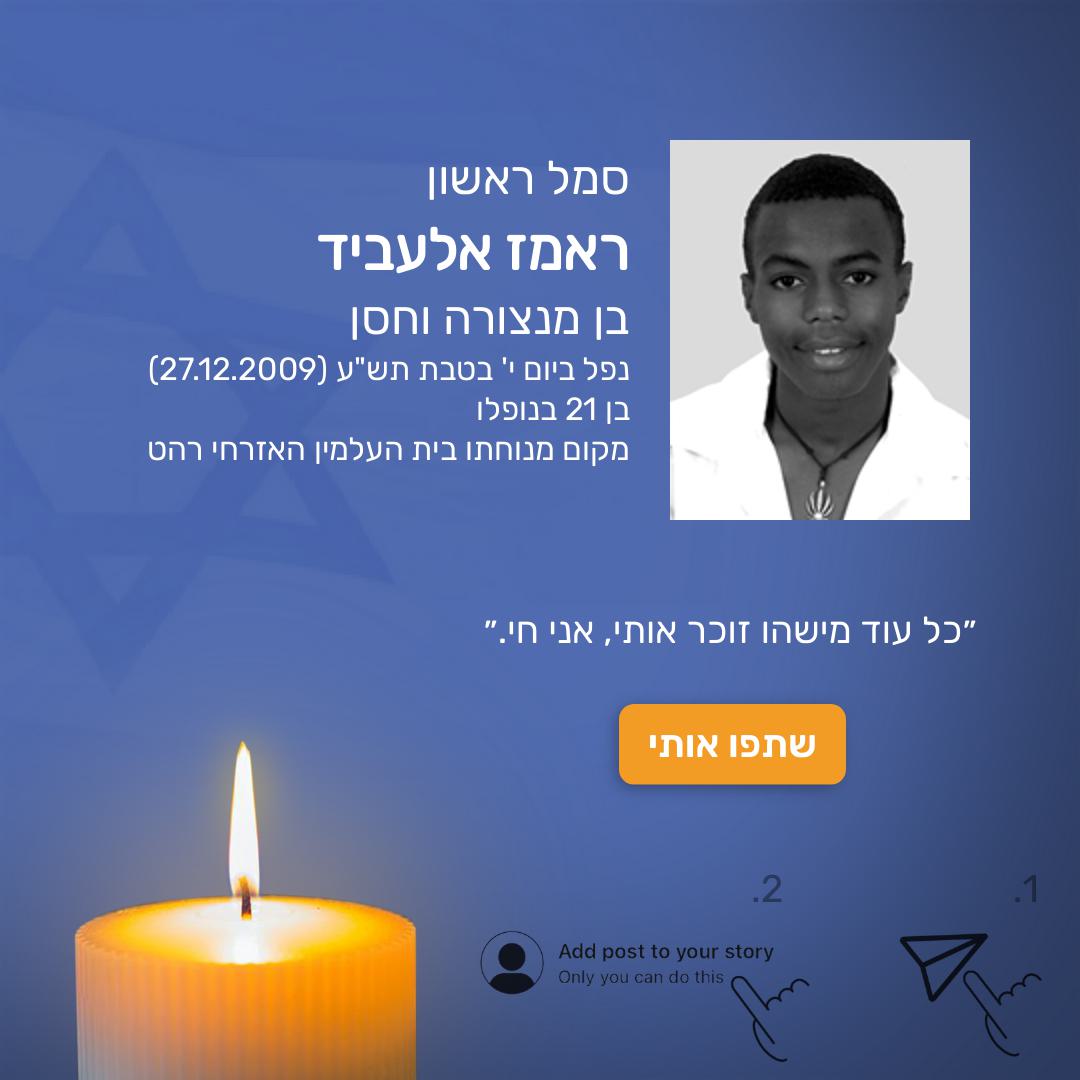 סמל ראשון
ראמז אלעביד
בן מנצורה וחסן
נפל ביום י' בטבת תש"ע (27.12.2009)
בן 21 בנופלו
מקום מנוחתו בית העלמין האזרחי רהט
״כל עוד מישהו זוכר אותי, אני חי.״
שתפו אותי
1.
2.
Add post to your story
Only you can do this